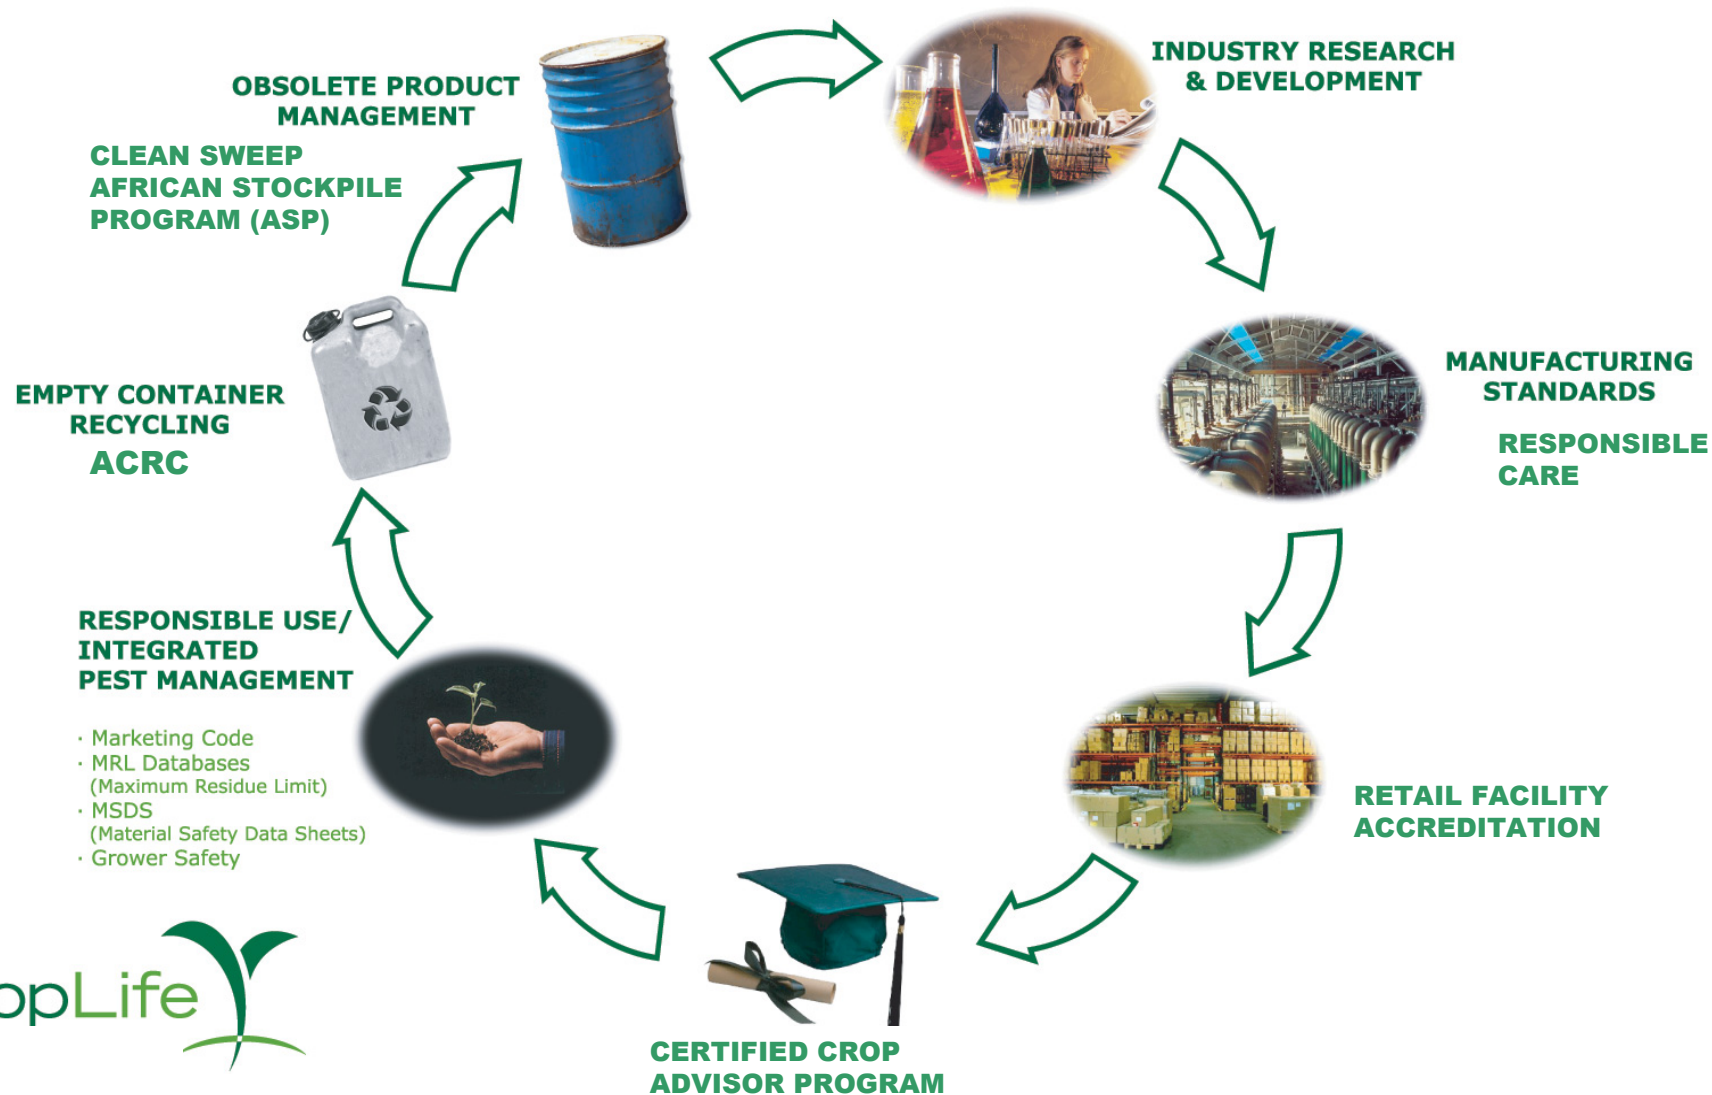 OBSOLETE PRODUCT
MANAGEMENT
CLEAN SWEEP
AFRICAN STOCKPILE
PROGRAM (ASP)
INDUSTRY RESEARCH
& DEVELOPMENT
MANUFACTURING
STANDARDS
RESPONSIBLE
CARE
RETAIL FACILITY
ACCREDITATION
CERTIFIED CROP
ADVISOR PROGRAM
RESPONSIBLE USE/
INTEGRATED
PEST MANAGEMENT
· Marketing Code
· MRL Databases
(Maximum Residue Limit)
· MSDS
(Material Safety Data Sheets)
· Grower Safety
EMPTY CONTAINER
RECYCLING
ACRC
opLife